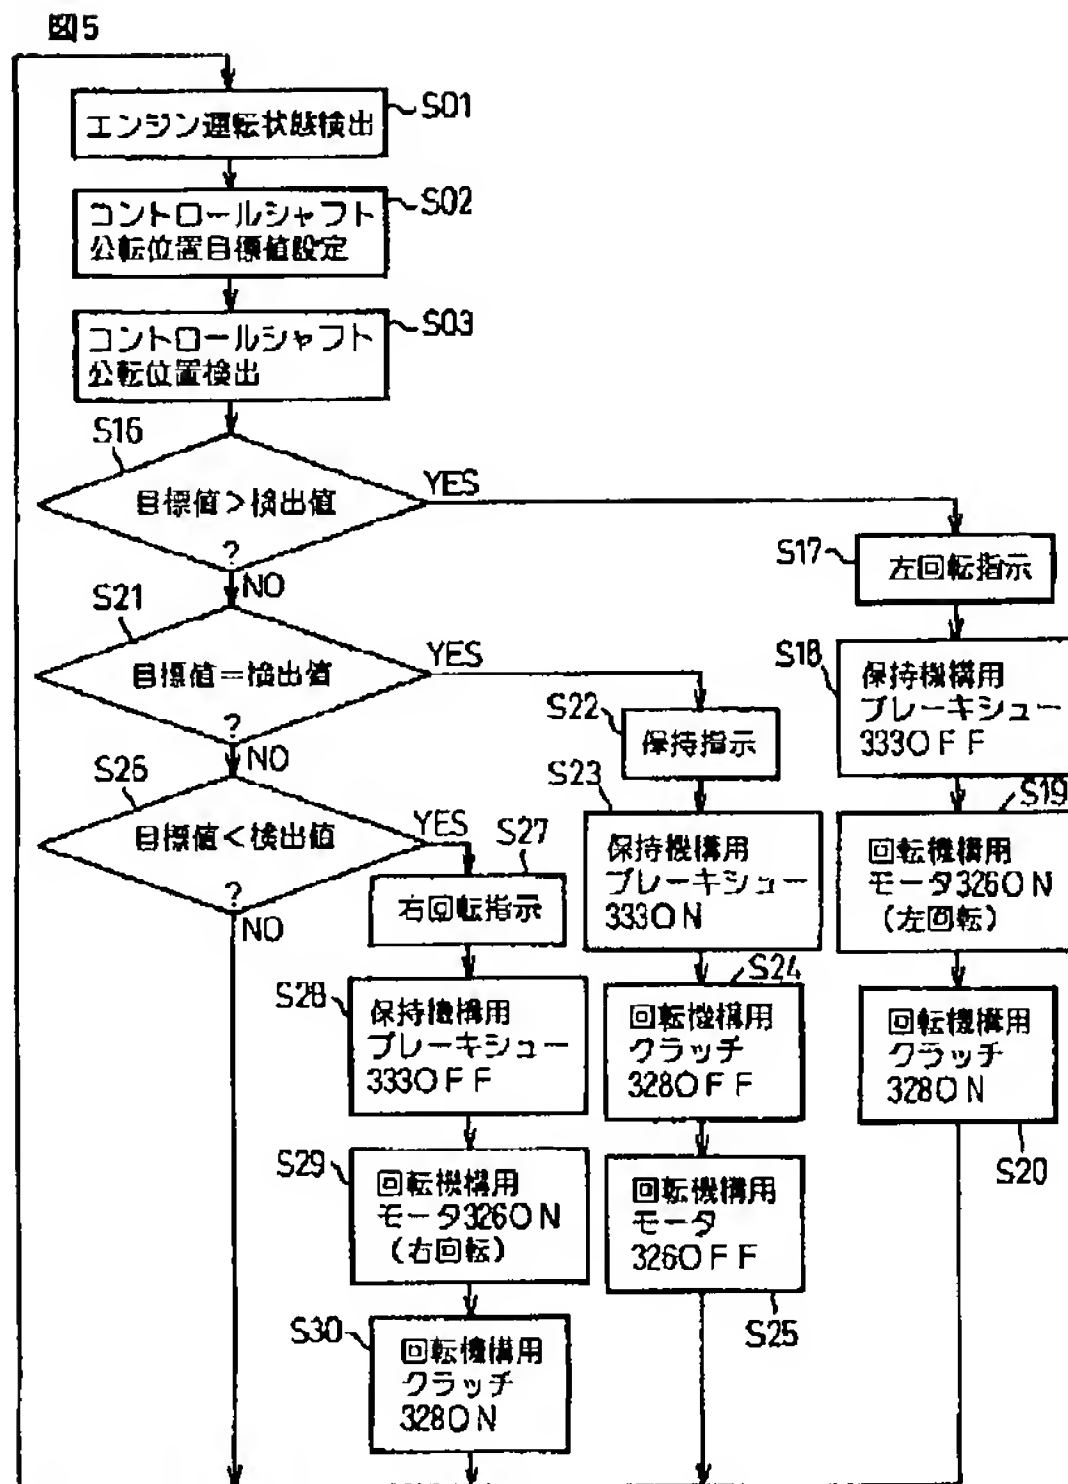 図5
エンジン運転状態検出
S01
コントロールシャフト
公転位置目標値設定
S02
コントロールシャフト
公転位置検出
S03
S16
目標値＞検出値
?
YES
NO
S17
左回転指示
S18
保持機構用
ブレーキシュー
333OFF
S19
回転機構用
モータ326ON
(左回転)
回転機構用
クラッチ
328ON
S20
S21
目標値＝検出値
?
YES
NO
S22
保持指示
S23
保持機構用
ブレーキシュー
333ON
S24
回転機構用
クラッチ
328OFF
回転機構用
モータ
326OFF
S25
S26
目標値＜検出値
?
YES
NO
S27
右回転指示
S28
保持機構用
ブレーキシュー
333OFF
S29
回転機構用
モータ326ON
(右回転)
S30
回転機構用
クラッチ
328ON